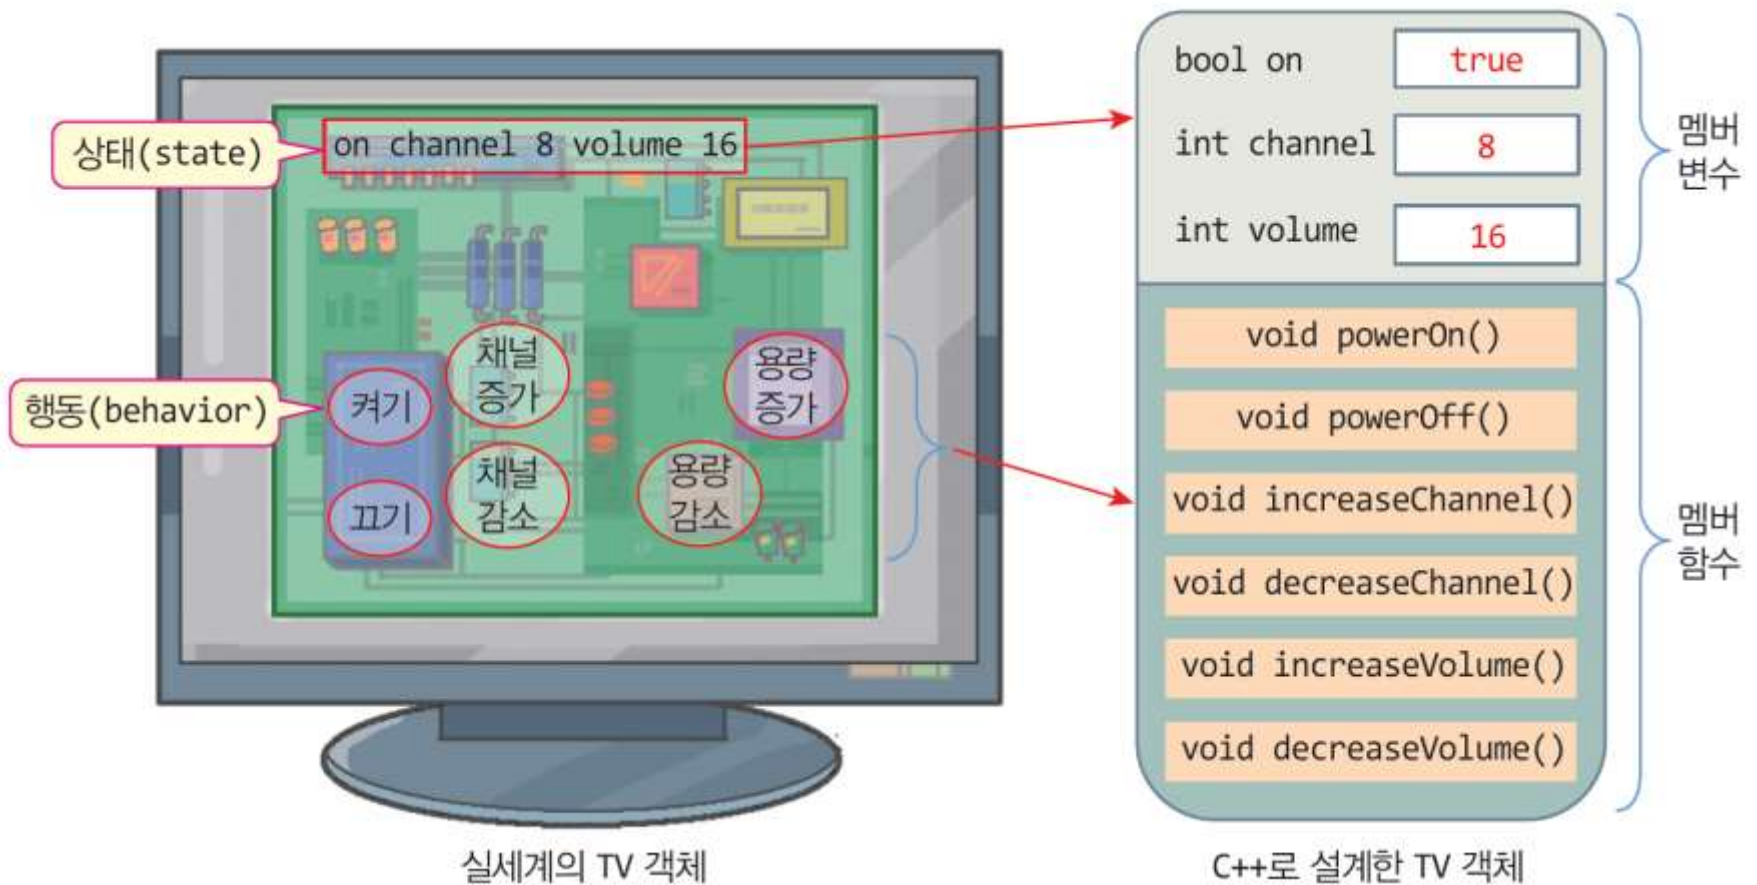 상태(state)
on channel 8 volume 16
행동(behavior)
켜기
끄기
채널
증가
채널
감소
용량
증가
용량
감소
실세계의 TV 객체
bool on
true
int channel
8
int volume
16
멤버
변수
void powerOn()
void powerOff()
void increaseChannel()
void decreaseChannel()
void increaseVolume()
void decreaseVolume()
멤버
함수
C++로 설계한 TV 객체